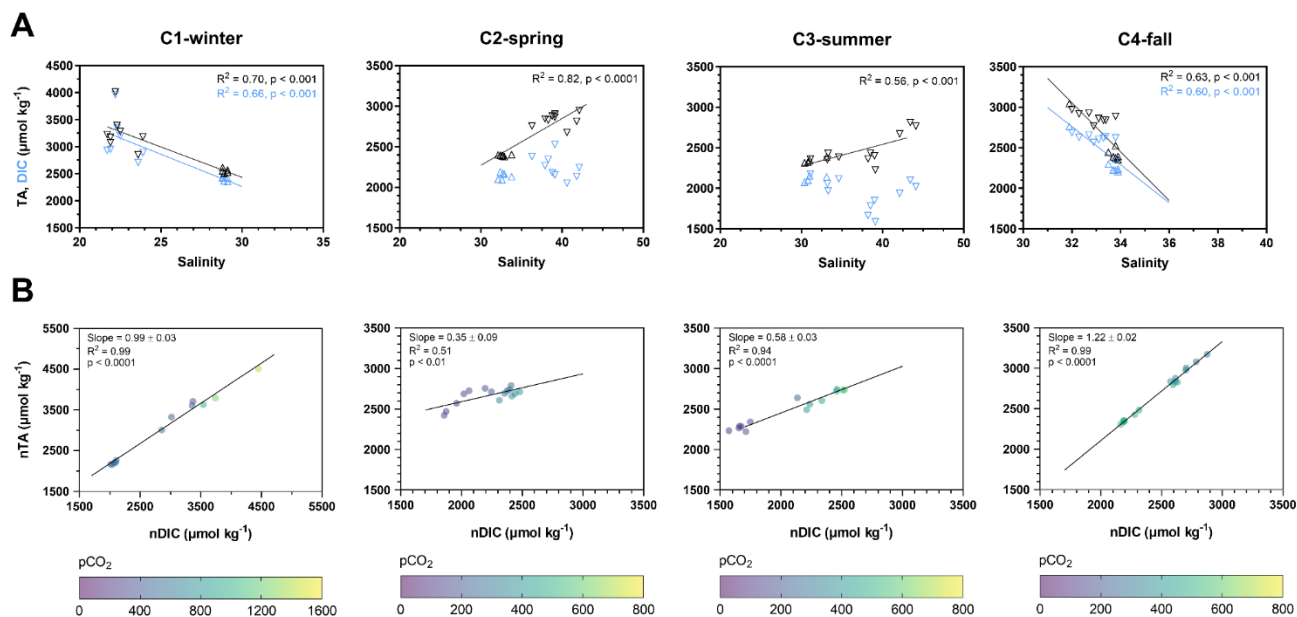 A
C1-winter
C2-spring
C3-summer
C4-fall
TA, DIC (µmol kg⁻¹)
4500
4000
3500
3000
2500
2000
1500
R² = 0.70, p < 0.001
R² = 0.66, p < 0.001
20
25
30
35
Salinity
4500
4000
3500
3000
2500
2000
1500
R² = 0.82, p < 0.0001
20
30
40
50
Salinity
4500
4000
3500
3000
2500
2000
1500
R² = 0.56, p < 0.001
20
30
40
50
Salinity
4500
4000
3500
3000
2500
2000
1500
R² = 0.63, p < 0.001
R² = 0.60, p < 0.001
30
32
34
36
38
40
Salinity
B
nTA (µmol kg⁻¹)
5500
4500
3500
2500
1500
Slope = 0.99 ± 0.03
R² = 0.99
p < 0.0001
1500
2500
3500
4500
5500
nDIC (µmol kg⁻¹)
3500
3000
2500
2000
1500
Slope = 0.35 ± 0.09
R² = 0.51
p < 0.01
1500
2000
2500
3000
3500
nDIC (µmol kg⁻¹)
3500
3000
2500
2000
1500
Slope = 0.58 ± 0.03
R² = 0.94
p < 0.0001
1500
2000
2500
3000
3500
nDIC (µmol kg⁻¹)
3500
3000
2500
2000
1500
Slope = 1.22 ± 0.02
R² = 0.99
p < 0.0001
1500
2000
2500
3000
3500
nDIC (µmol kg⁻¹)
pCO₂
0
400
800
1200
1600
pCO₂
0
200
400
600
800
pCO₂
0
200
400
600
800
pCO₂
0
200
400
600
800